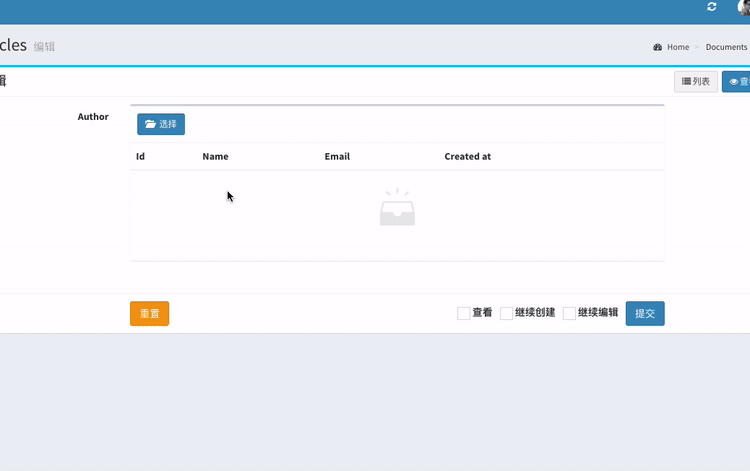 cles 编辑
Home > Documents
辑
列表
查
Author
选择
Id Name Email Created at
重置
查看 继续创建 继续编辑 提交